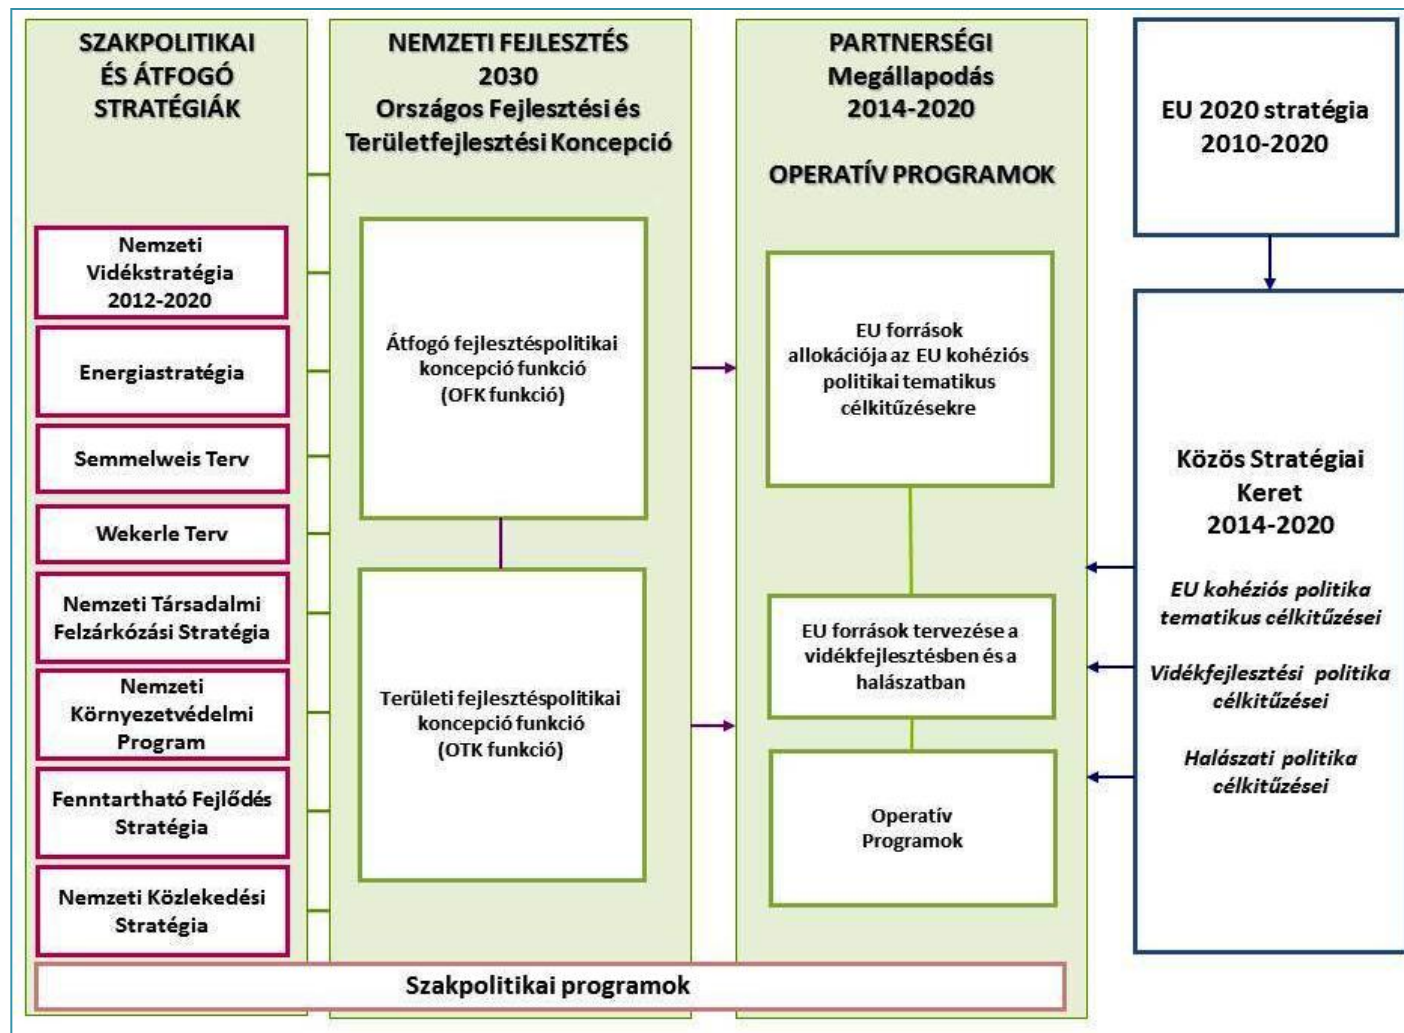 SZAKPOLITIKAI
ÉS ÁTFOGÓ
STRATÉGIÁK
Nemzeti
Vidékstratégia
2012-2020
Energiastratégia
Semmelweis Terv
Wekerle Terv
Nemzeti Társadalmi
Felzárkózási Stratégia
Nemzeti
Környezetvédelmi
Program
Fenntartható Fejlődés
Stratégia
Nemzeti Közlekedési
Stratégia
NEMZETI FEJLESZTÉS
2030
Országos Fejlesztési és
Területfejlesztési Koncepció
Átfogó fejlesztéspolitikai
koncepció funkció
(OFK funkció)
Területi fejlesztéspolitikai
koncepció funkció
(OTK funkció)
PARTNERSÉGI
Megállapodás
2014-2020
OPERATÍV PROGRAMOK
EU források
allokációja az EU kohéziós
politikai tematikus
célkitűzésekre
EU források tervezése a
vidékfejlesztésben és a
halászatban
Operatív
Programok
EU 2020 stratégia
2010-2020
Közös Stratégiai
Keret
2014-2020
EU kohéziós politika
tematikus célkitűzései
Vidékfejlesztési politika
célkitűzései
Halászati politika
célkitűzései
Szakpolitikai programok